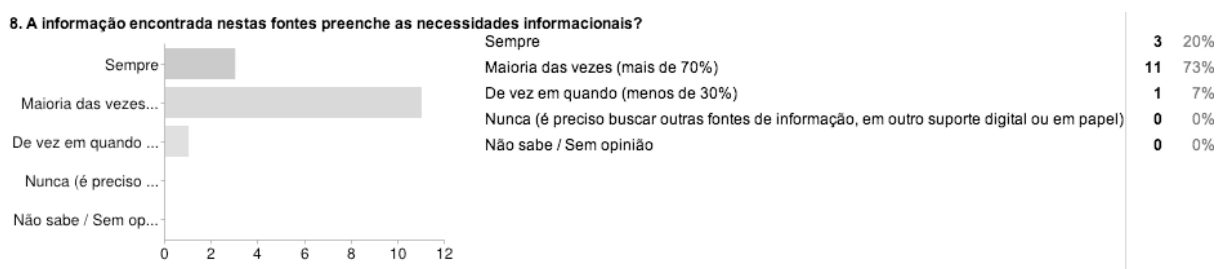 8. A informação encontrada nestas fontes preenche as necessidades informacionais?
Sempre
Maioria das vezes...
De vez em quando ...
Nunca (é preciso ...
Não sabe / Sem op...
0 2 4 6 8 10 12
Sempre 3 20%
Maioria das vezes (mais de 70%) 11 73%
De vez em quando (menos de 30%) 1 7%
Nunca (é preciso buscar outras fontes de informação, em outro suporte digital ou em papel) 0 0%
Não sabe / Sem opinião 0 0%